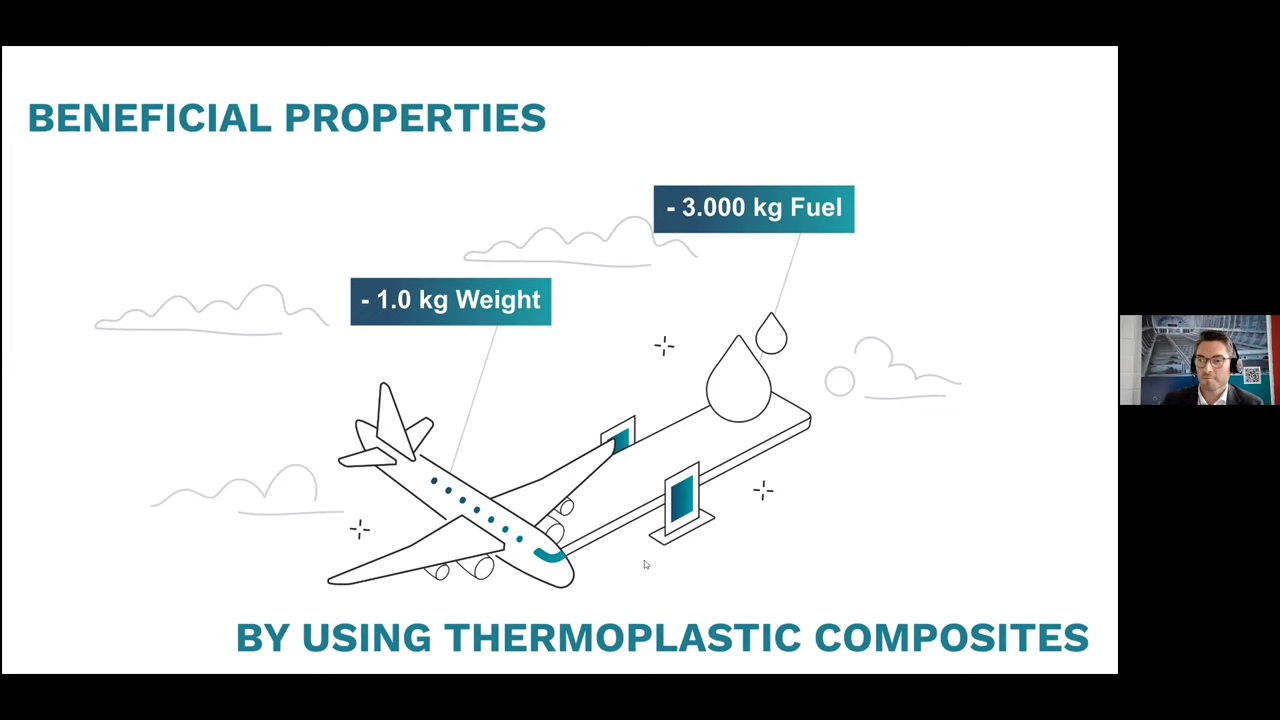 BENEFICIAL PROPERTIES
- 3.000 kg Fuel
- 1.0 kg Weight
BY USING THERMOPLASTIC COMPOSITES